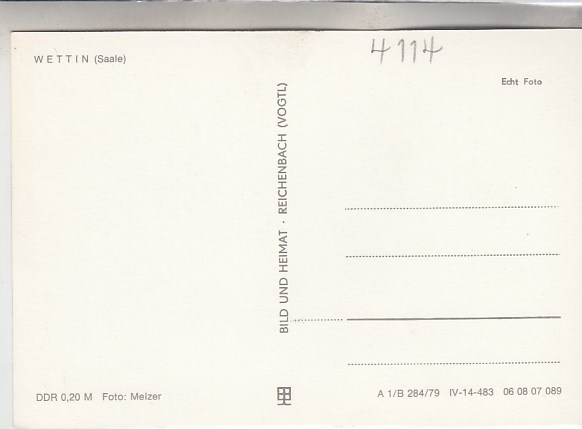 4114
WETTIN (Saale)
Echt Foto
BILD UND HEIMAT · REICHENBACH (VOGTL)
DDR 0,20 M Foto: Melzer
A 1/B 284/79 IV-14-483 06 08 07 089